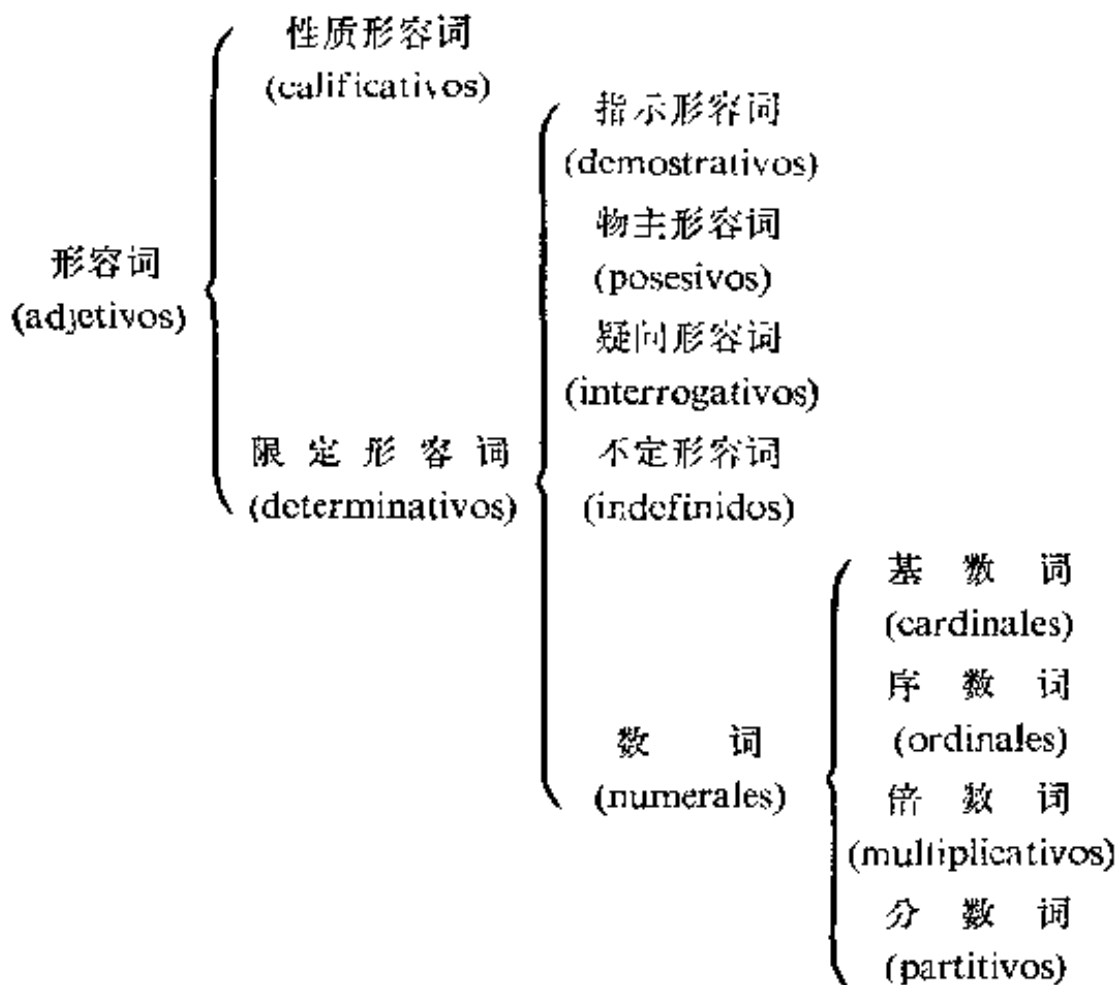 形容词
(adjetivos)
性质形容词
(calificativos)
限定形容词
(determinativos)
指示形容词
(demostrativos)
物主形容词
(posesivos)
疑问形容词
(interrogativos)
不定形容词
(indefinidos)
数词
(numerales)
基数词
(cardinales)
序数词
(ordinales)
倍数词
(multiplicativos)
分数词
(partitivos)